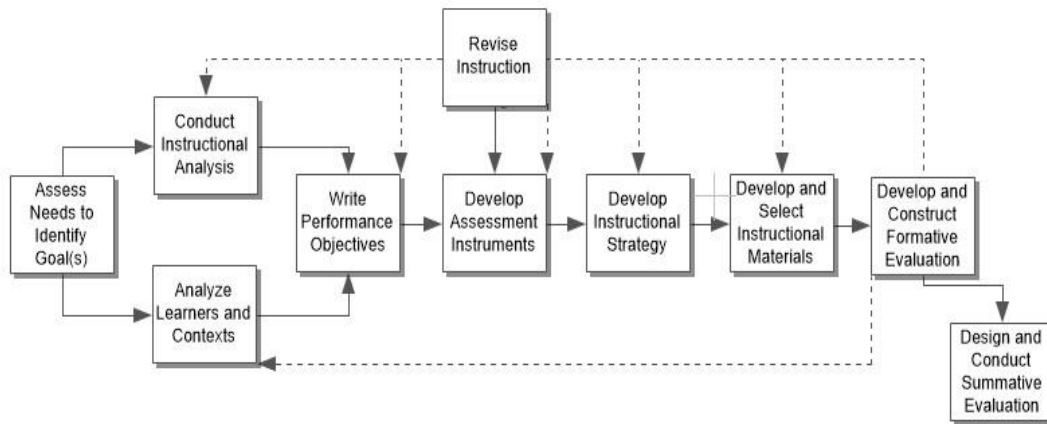 Revise
Instruction
Conduct
Instructional
Analysis
Assess
Needs to
Identify
Goal(s)
Analyze
Learners and
Contexts
Write
Performance
Objectives
Develop
Assessment
Instruments
Develop
Instructional
Strategy
Develop and
Select
Instructional
Materials
Develop and
Construct
Formative
Evaluation
Design and
Conduct
Summative
Evaluation